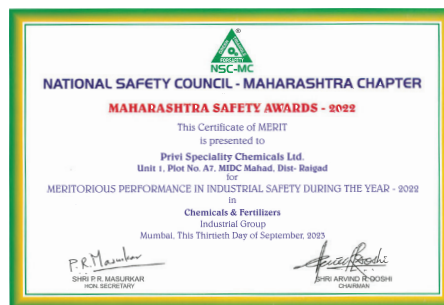 NSC-MC
NATIONAL SAFETY COUNCIL - MAHARASHTRA CHAPTER
MAHARASHTRA SAFETY AWARDS - 2022
This Certificate of MERIT
is presented to
Privi Speciality Chemicals Ltd.
Unit 1, Plot No. A7, MIDC Mahad, Dist- Raigad
for
MERITORIOUS PERFORMANCE IN INDUSTRIAL SAFETY DURING THE YEAR - 2022
in
Chemicals & Fertilizers
Industrial Group
Mumbai, This Thirtieth Day of September, 2023
P.R. Masurkar
SHRI P.R. MASURKAR
HON. SECRETARY
SHRI ARVIND R. DOSHI
CHAIRMAN